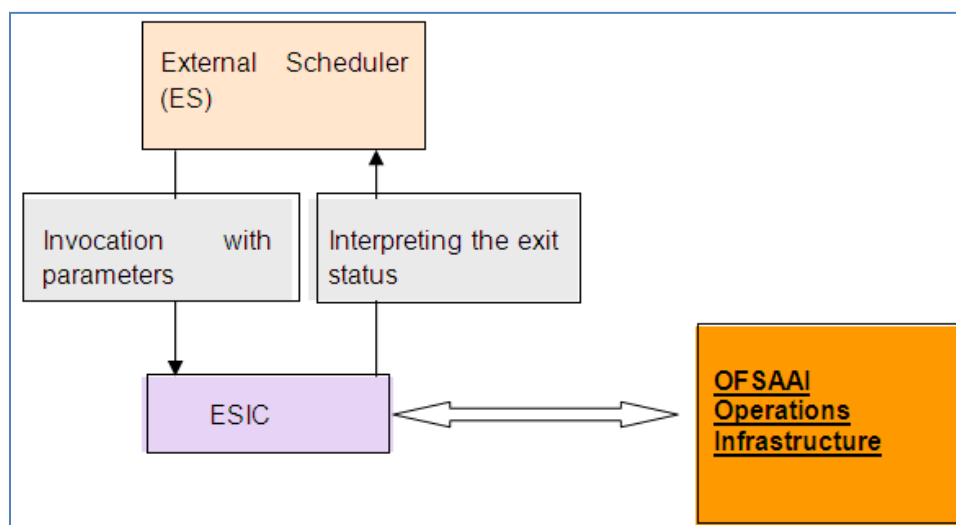 External Scheduler
(ES)
Invocation with
parameters
Interpreting the exit
status
ESIC
OFSAAI
Operations
Infrastructure